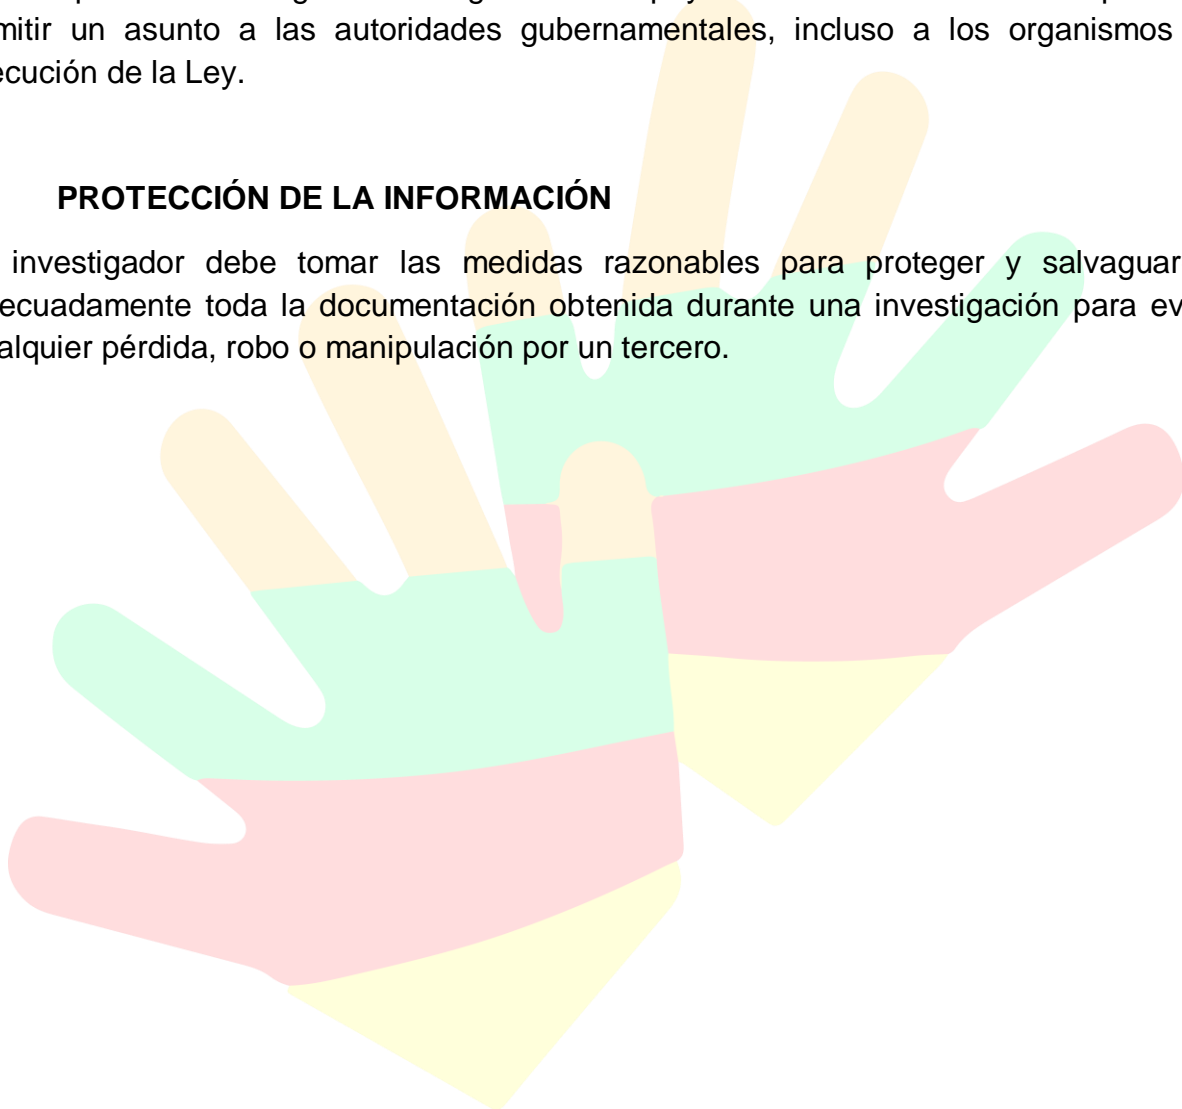 mitir un asunto a las autoridades gubernamentales, incluso a los organismos
ecución de la Ley.
PROTECCIÓN DE LA INFORMACIÓN
investigador debe tomar las medidas razonables para proteger y salvaguar
ecuadamente toda la documentación obtenida durante una investigación para ev
alquier pérdida, robo o manipulación por un tercero.